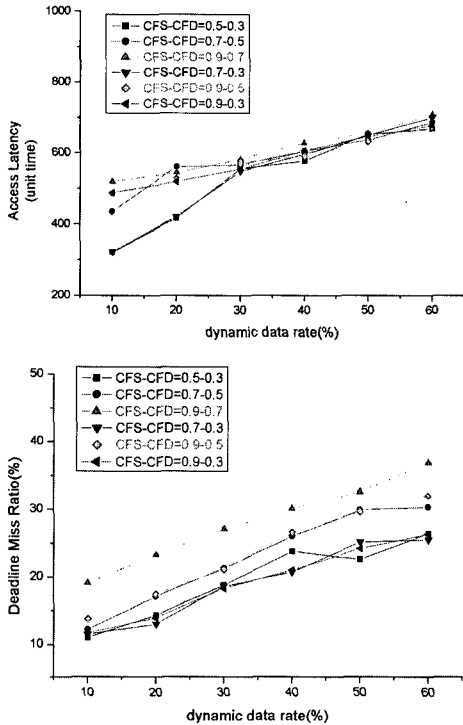 1000
800
600
400
200
Access Latency
(unit time)
CFS-CFD=0.5-0.3
CFS-CFD=0.7-0.5
CFS-CFD=0.9-0.7
CFS-CFD=0.7-0.3
CFS-CFD=0.9-0.5
CFS-CFD=0.9-0.3
10 20 30 40 50 60
dynamic data rate(%)
50
40
30
20
10
Deadline Miss Ratio(%)
CFS-CFD=0.5-0.3
CFS-CFD=0.7-0.5
CFS-CFD=0.9-0.7
CFS-CFD=0.7-0.3
CFS-CFD=0.9-0.5
CFS-CFD=0.9-0.3
10 20 30 40 50 60
dynamic data rate(%)